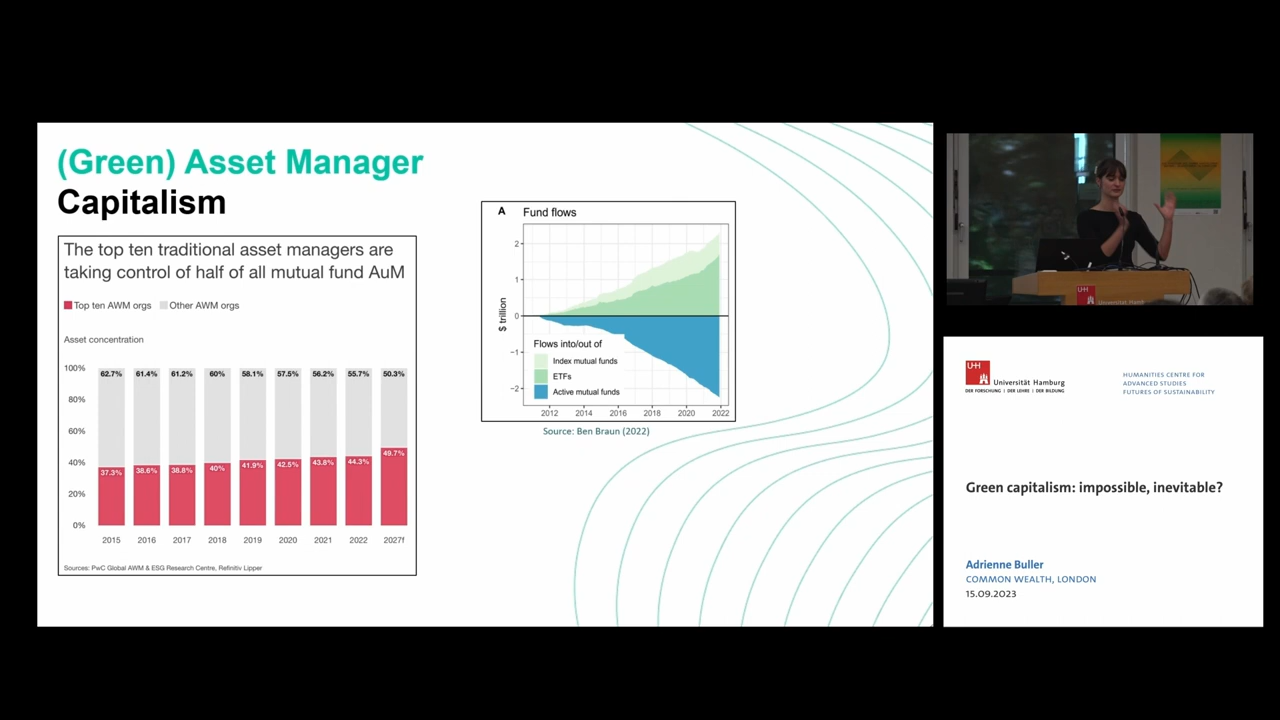 (Green) Asset Manager
Capitalism
The top ten traditional asset managers are
taking control of half of all mutual fund AuM
Top ten AWM orgs Other AWM orgs
Asset concentration
100%
80%
60%
40%
20%
0%
62.7% 61.4% 61.2% 60% 58.1% 57.5% 56.2% 55.7% 50.3%
37.3% 38.6% 38.8% 40% 41.9% 42.5% 43.8% 44.3% 49.7%
2015 2016 2017 2018 2019 2020 2021 2022 2027f
Sources: PwC Global AWM & ESG Research Centre, Refinitiv Lipper
A Fund flows
$ trillion
2
1
0
−1
−2
Flows into/out of
Index mutual funds
ETFs
Active mutual funds
2012 2014 2016 2018 2020 2022
Source: Ben Braun (2022)
UH
Universität
UH
Universität Hamburg
DER FORSCHUNG | DER LEHRE | DER BILDUNG
HUMANITIES CENTRE FOR
ADVANCED STUDIES
FUTURES OF SUSTAINABILITY
Green capitalism: impossible, inevitable?
Adrienne Buller
COMMON WEALTH, LONDON
15.09.2023